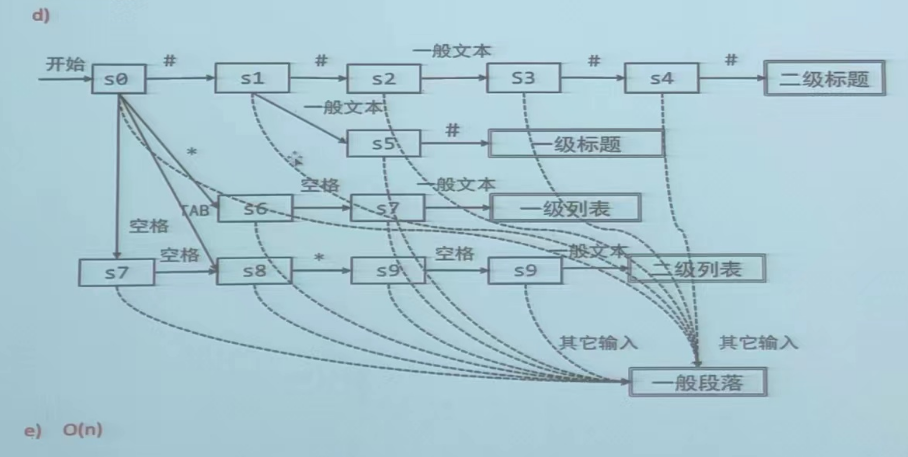 d)
开始 s0 # s1 # s2 一般文本 S3 # s4 # 二级标题
一般文本 s5 # 一级标题
* TAB s6 空格 s7 一般文本 一级列表
空格 s7 空格 s8 * s9 空格 s9 一般文本 二级列表
其它输入 其它输入
一般段落
e) O(n)